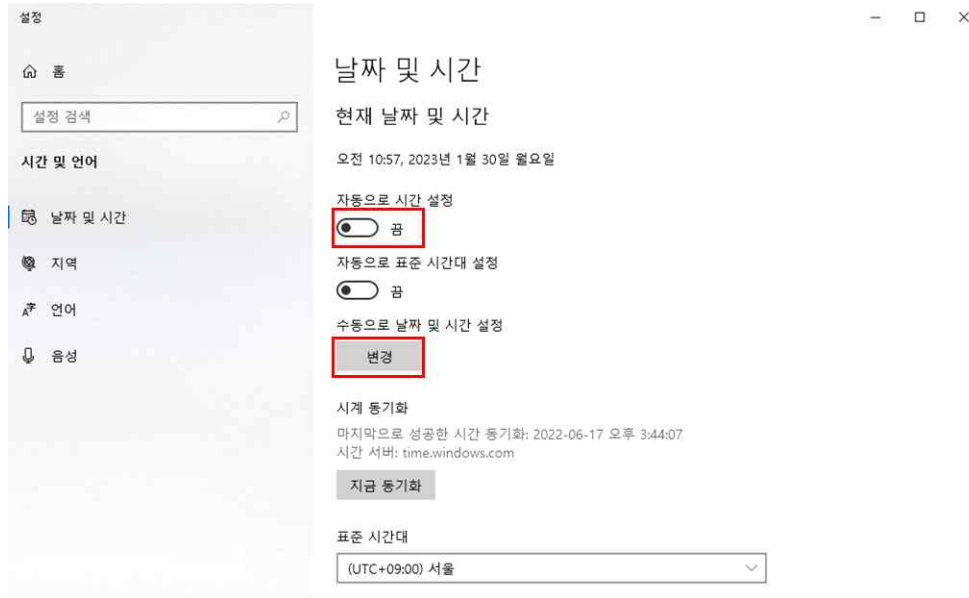 설정
홈
설정 검색
시간 및 언어
날짜 및 시간
지역
언어
음성
날짜 및 시간
현재 날짜 및 시간
오전 10:57, 2023년 1월 30일 월요일
자동으로 시간 설정
끔
자동으로 표준 시간대 설정
끔
수동으로 날짜 및 시간 설정
변경
시계 동기화
마지막으로 성공한 시간 동기화: 2022-06-17 오후 3:44:07
시간 서버: time.windows.com
지금 동기화
표준 시간대
(UTC+09:00) 서울